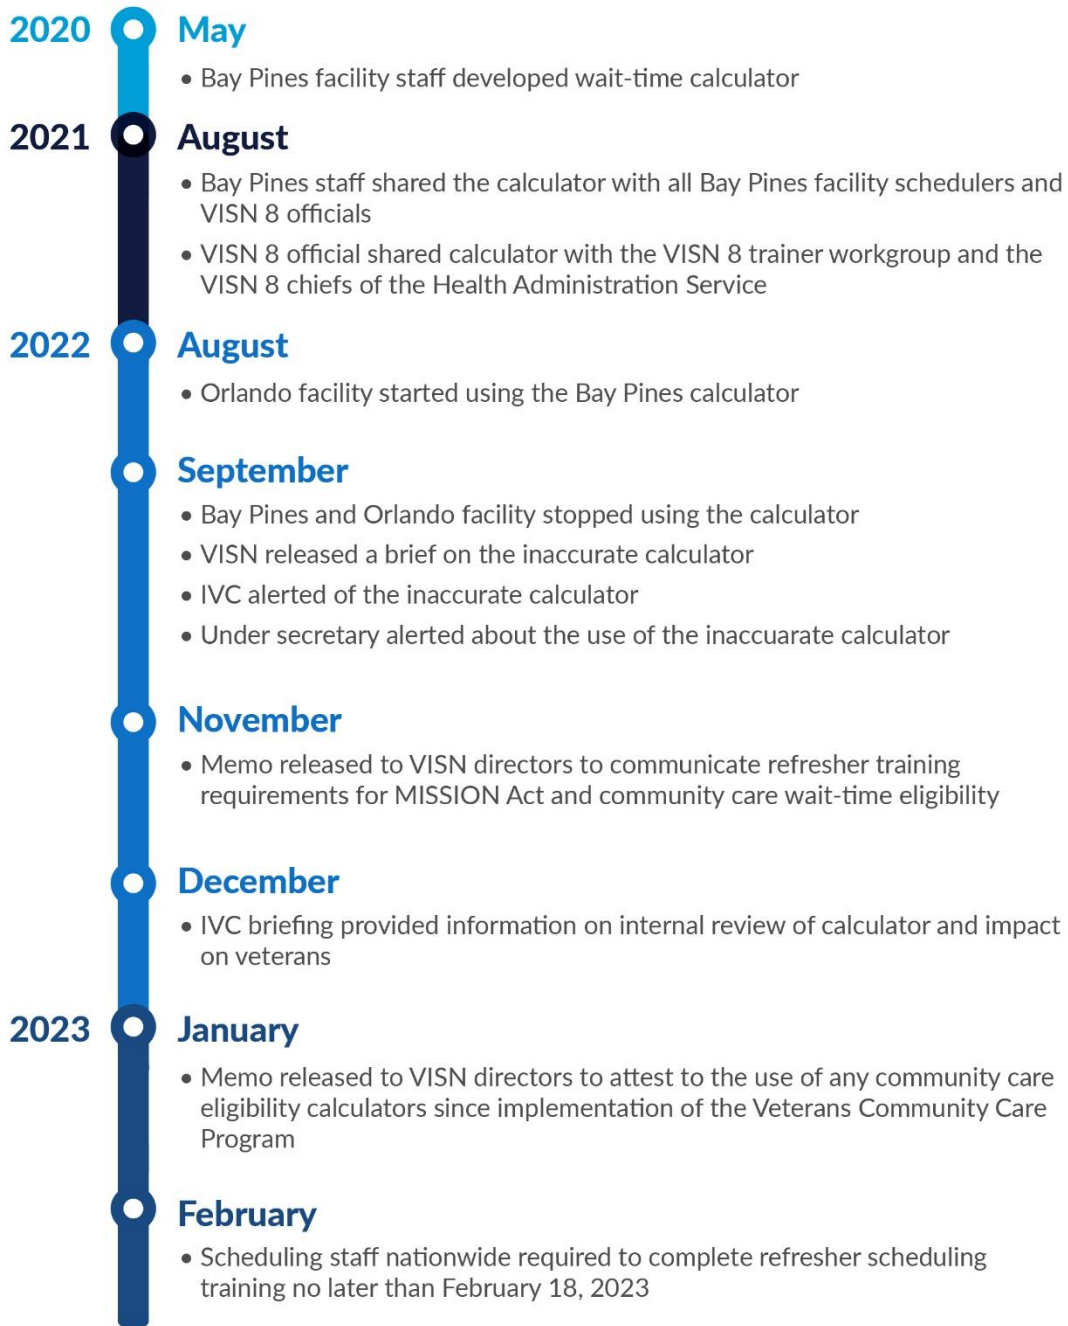 2020 May
• Bay Pines facility staff developed wait-time calculator
2021 August
• Bay Pines staff shared the calculator with all Bay Pines facility schedulers and
VISN 8 officials
• VISN 8 official shared calculator with the VISN 8 trainer workgroup and the
VISN 8 chiefs of the Health Administration Service
2022 August
• Orlando facility started using the Bay Pines calculator
September
• Bay Pines and Orlando facility stopped using the calculator
• VISN released a brief on the inaccurate calculator
• IVC alerted of the inaccurate calculator
• Under secretary alerted about the use of the inaccuarate calculator
November
• Memo released to VISN directors to communicate refresher training
requirements for MISSION Act and community care wait-time eligibility
December
• IVC briefing provided information on internal review of calculator and impact
on veterans
2023 January
• Memo released to VISN directors to attest to the use of any community care
eligibility calculators since implementation of the Veterans Community Care
Program
February
• Scheduling staff nationwide required to complete refresher scheduling
training no later than February 18, 2023